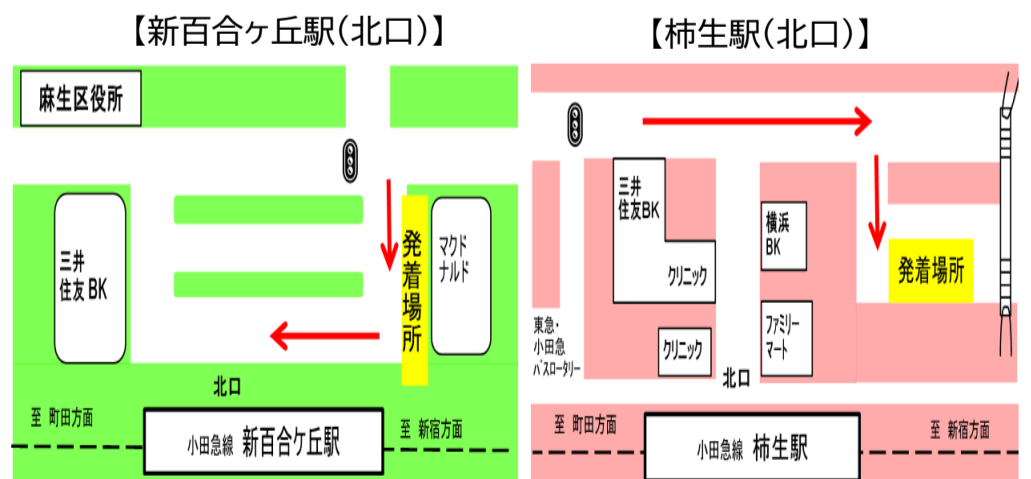 【新百合ヶ丘駅(北口)】
麻生区役所
三井
住友 BK
発着場所
マクド
ナルド
北口
至 町田方面
至 新宿方面
小田急線 新百合ケ丘駅
【柿生駅(北口)】
三井
住友BK
クリニック
横浜
BK
発着場所
東急・
小田急
バスロータリー
クリニック
ファミリー
マート
北口
至 町田方面
至 新宿方面
小田急線 柿生駅